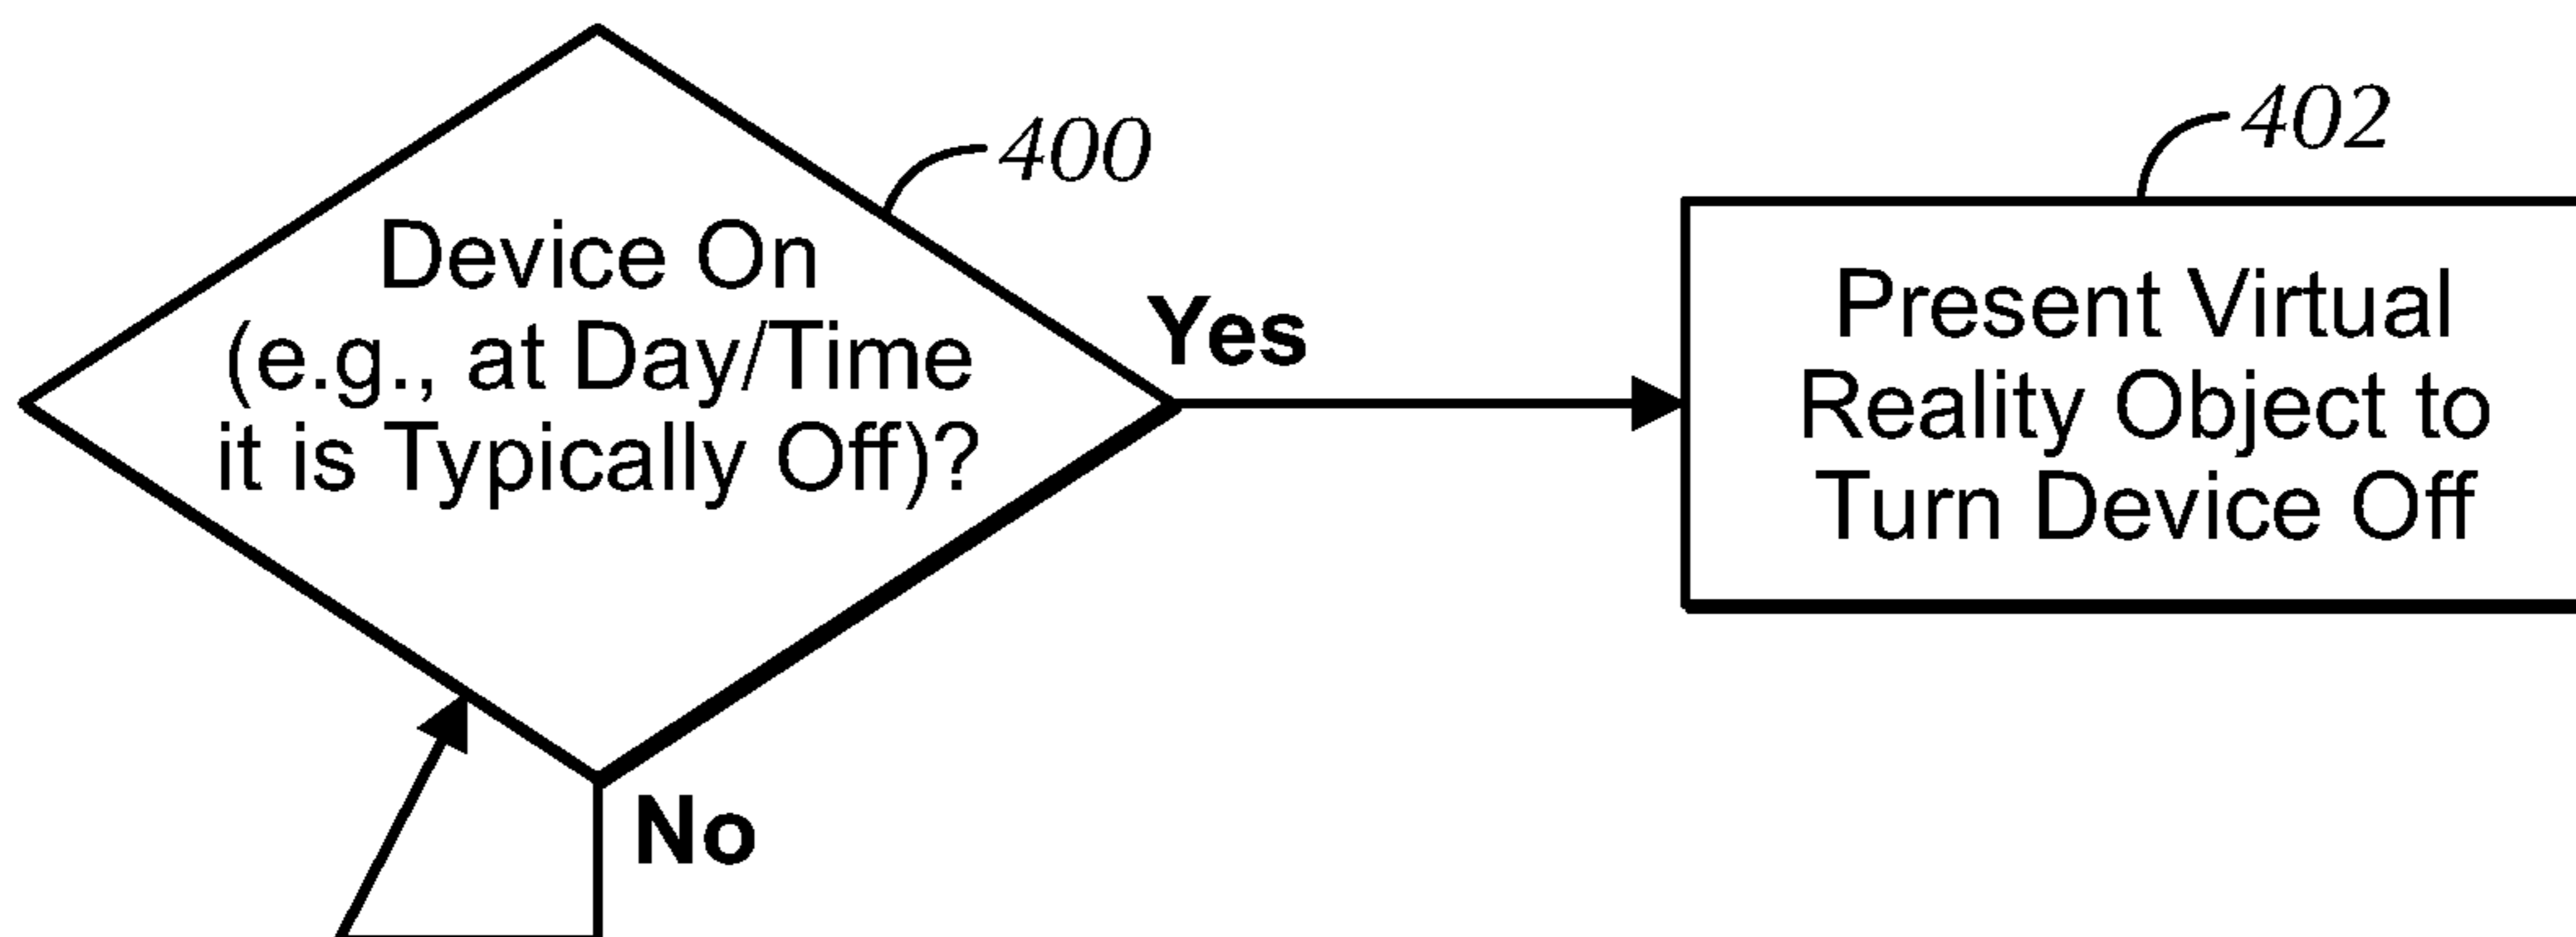 400
Device On
(e.g., at Day/Time
it is Typically Off)?
Yes
No
402
Present Virtual
Reality Object to
Turn Device Off